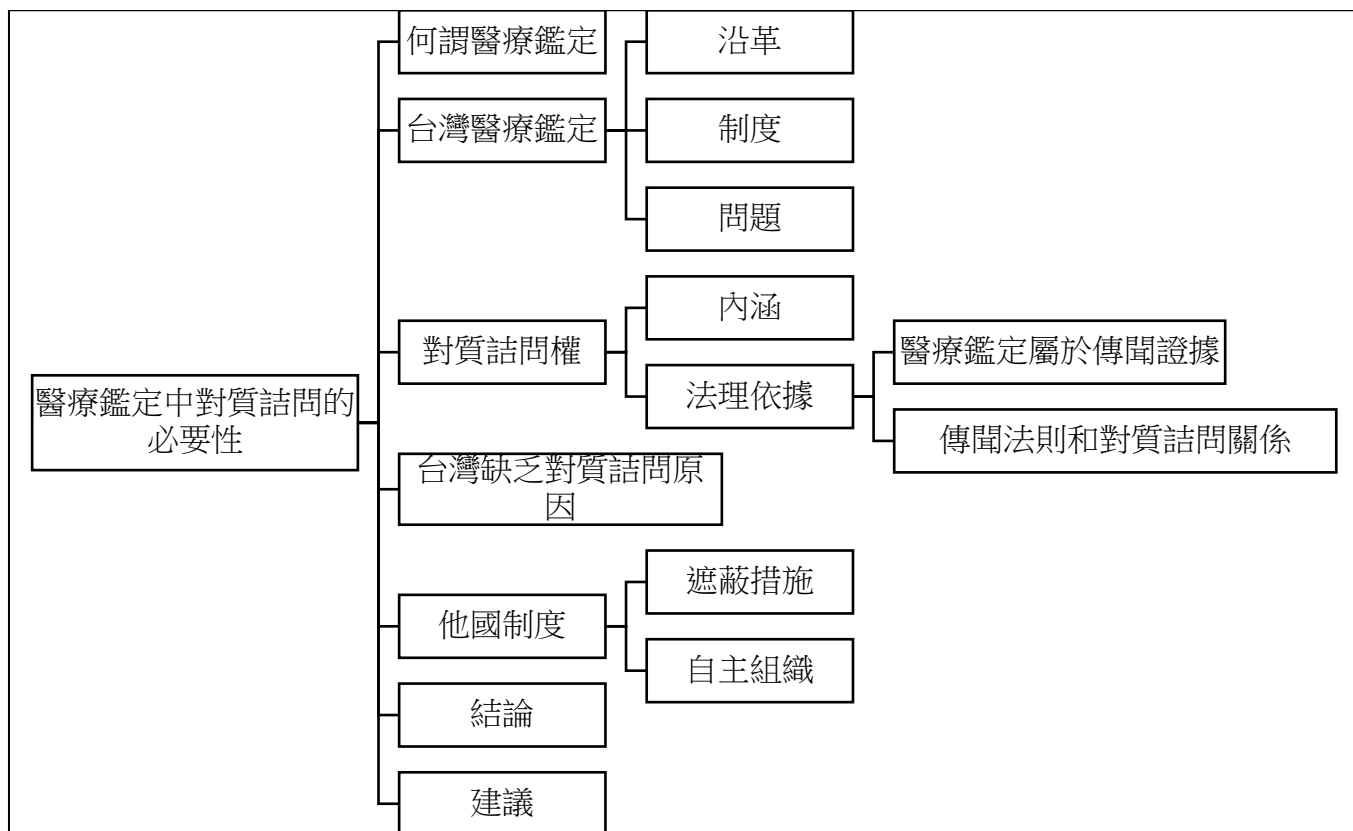 何謂醫療鑑定
沿革
台灣醫療鑑定
制度
問題
對質詰問權
內涵
法理依據
醫療鑑定屬於傳聞證據
傳聞法則和對質詰問關係
醫療鑑定中對質詰問的
必要性
台灣缺乏對質詰問原
因
他國制度
遮蔽措施
自主組織
結論
建議